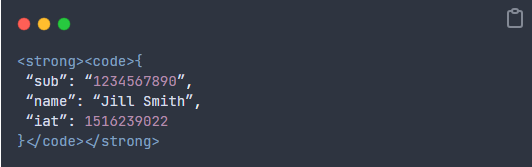 <strong><code>{
“sub”: “1234567890”,
“name”: “Jill Smith”,
“iat”: 1516239022
}</code></strong>